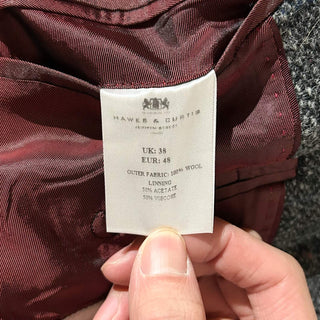 HAWES & CURTIS
JERMYN STREET
UK: 38
EUR: 48
OUTER FABRIC: 100% WOOL
LINNING
50% ACETATE
50% VISCOSE